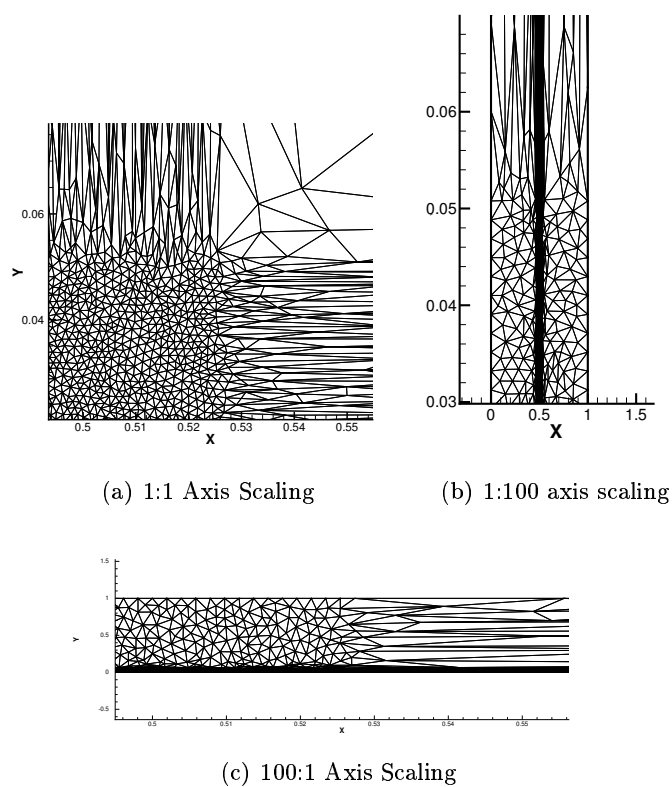 Y
0.06
0.04
0.5 0.51 0.52 0.53 0.54 0.55
X
0.06
0.05
0.04
0.03
0 0.5 1 1.5
X
(a) 1:1 Axis Scaling
(b) 1:100 axis scaling
Y
1.5
1
0.5
0
-0.5
0.5 0.51 0.52 0.53 0.54 0.55
X
(c) 100:1 Axis Scaling